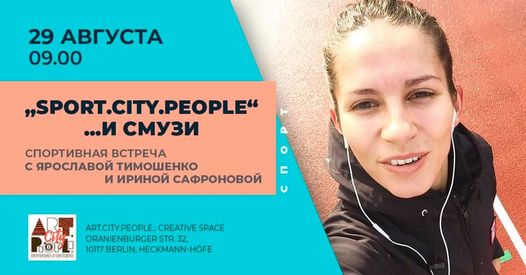 29 АВГУСТА
09.00
„SPORT.CITY.PEOPLE“
...И СМУЗИ
СПОРТИВНАЯ ВСТРЕЧА
С ЯРОСЛАВОЙ ТИМОШЕНКО
И ИРИНОЙ САФРОНОВОЙ
СПОРТ
ART.
City
PEOPLE
ART.CITY.PEOPLE.: CREATIVE SPACE
ORANIENBURGER STR. 32,
10117 BERLIN, HECKMANN-HÖFE